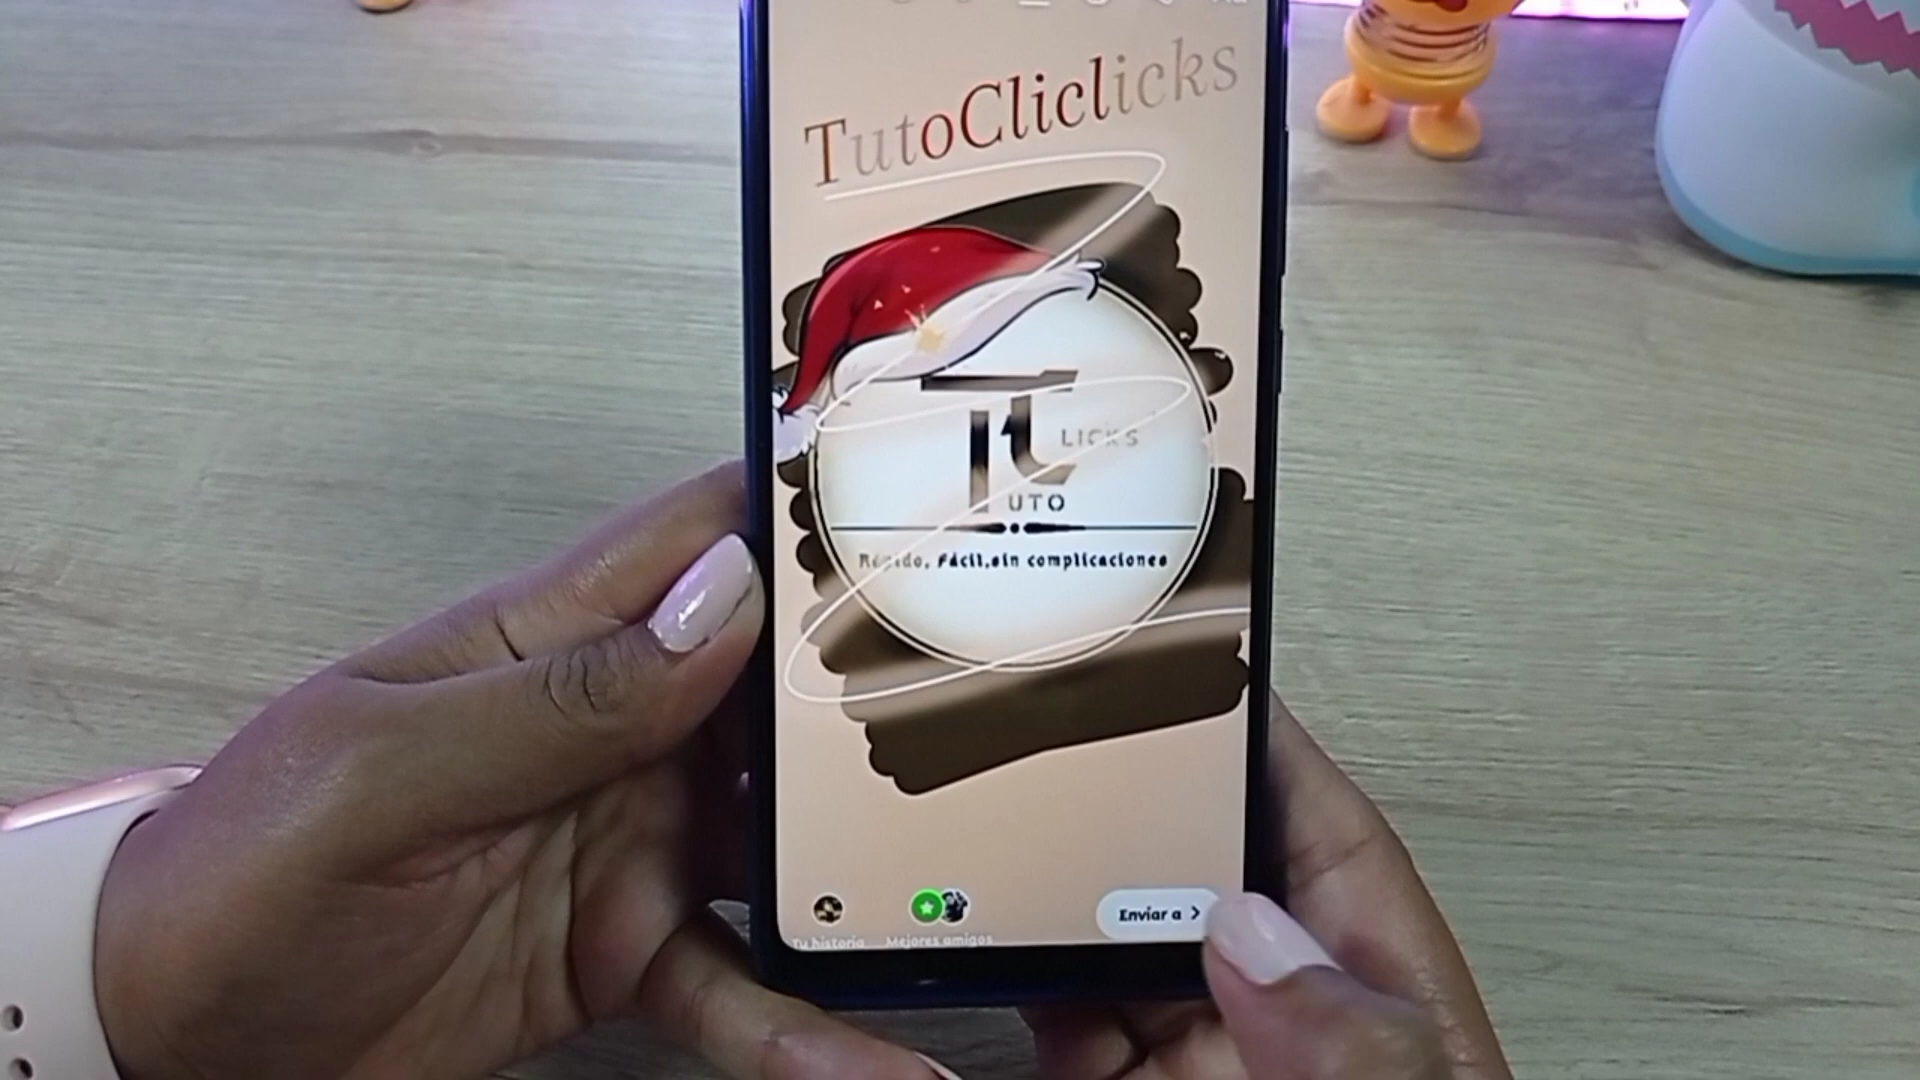 TutoCliclicks
LICKS
UTO
Rápido, Fácil,sin complicaciones
Enviar a
Tu historia
Mejores amigos